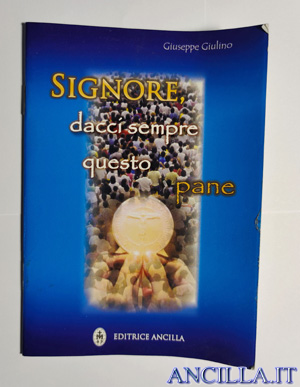 Giuseppe Giulino
SIGNORE,
dacci sempre
questo
pane
EDITRICE ANCILLA
ANCILLA.IT